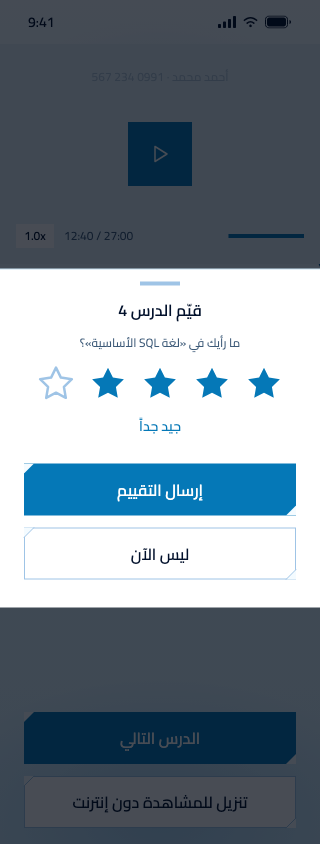 9:41
أحمد محمد · 0991 234 567
1.0x
12:40 / 27:00
قيّم الدرس 4
ما رأيك في «لغة SQL الأساسية»؟
جيد جداً
إرسال التقييم
ليس الآن
الدرس التالي
تنزيل للمشاهدة دون إنترنت